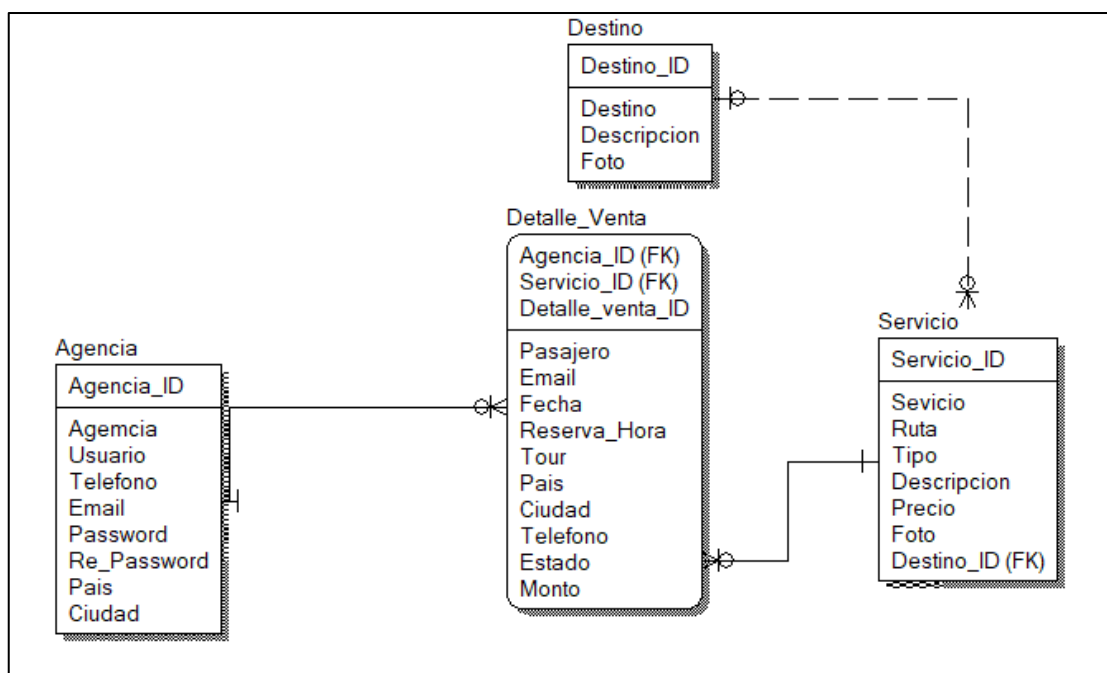 Destino
Destino_ID
Destino
Descripcion
Foto
Detalle_Venta
Agencia_ID (FK)
Servicio_ID (FK)
Detalle_venta_ID
Pasajero
Email
Fecha
Reserva_Hora
Tour
Pais
Ciudad
Telefono
Estado
Monto
Agencia
Agencia_ID
Agemcia
Usuario
Telefono
Email
Password
Re_Password
Pais
Ciudad
Servicio
Servicio_ID
Sevicio
Ruta
Tipo
Descripcion
Precio
Foto
Destino_ID (FK)